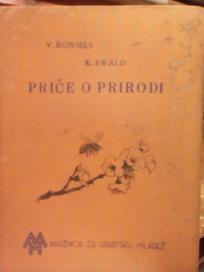 V. BONSELS
K. EWALD
PRIČE O PRIRODI
KNJIŽNICA ZA HRVATSKU MLADEŽ